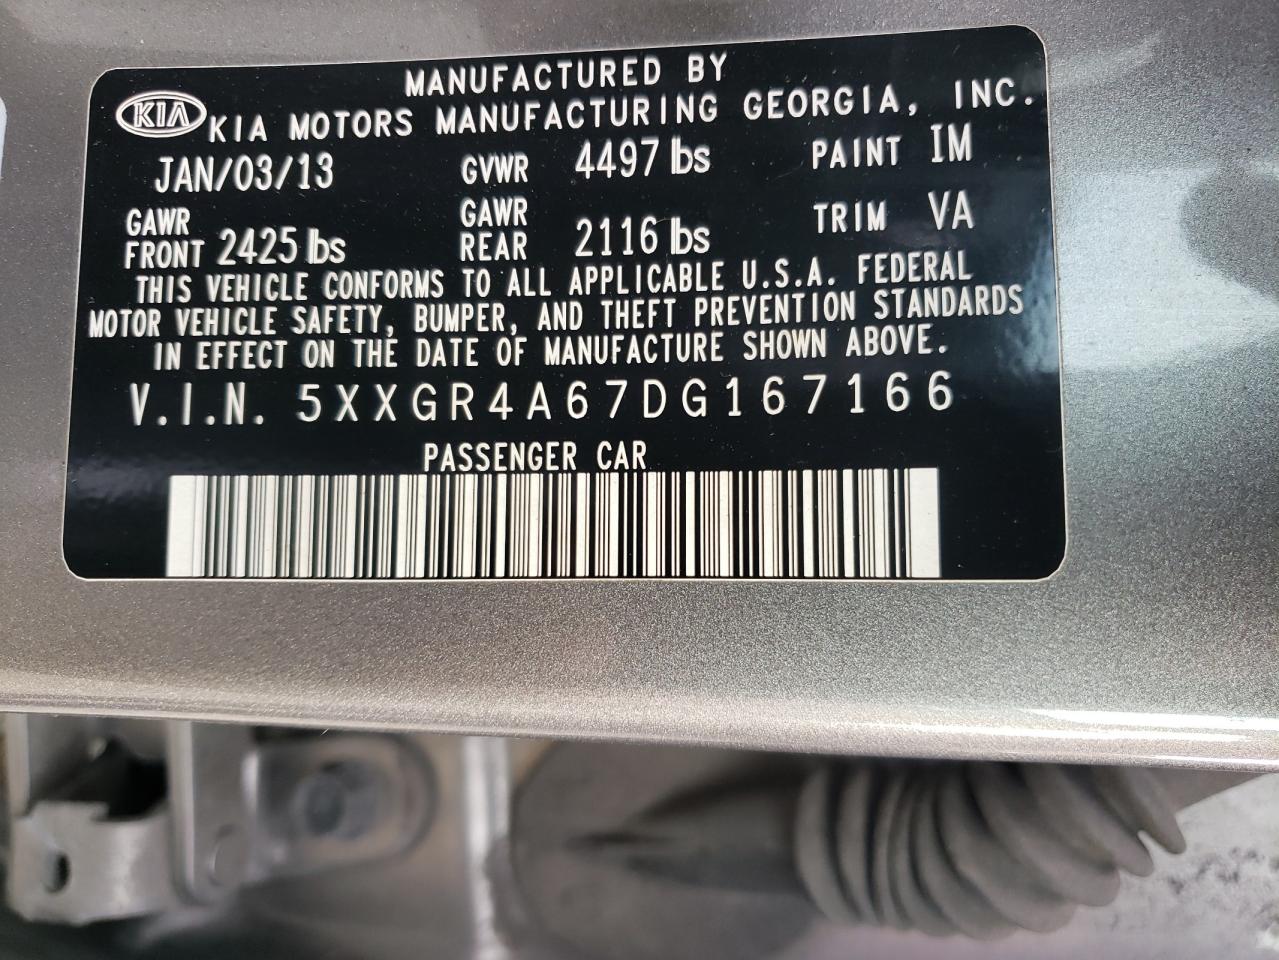 MANUFACTURED BY
KIA KIA MOTORS MANUFACTURING GEORGIA, INC.
JAN/03/13 GVWR 4497 lbs PAINT IM
GAWR FRONT 2425 lbs GAWR REAR 2116 lbs TRIM VA
THIS VEHICLE CONFORMS TO ALL APPLICABLE U.S.A. FEDERAL
MOTOR VEHICLE SAFETY, BUMPER, AND THEFT PREVENTION STANDARDS
IN EFFECT ON THE DATE OF MANUFACTURE SHOWN ABOVE.
V.I.N. 5XXGR4A67DG167166
PASSENGER CAR